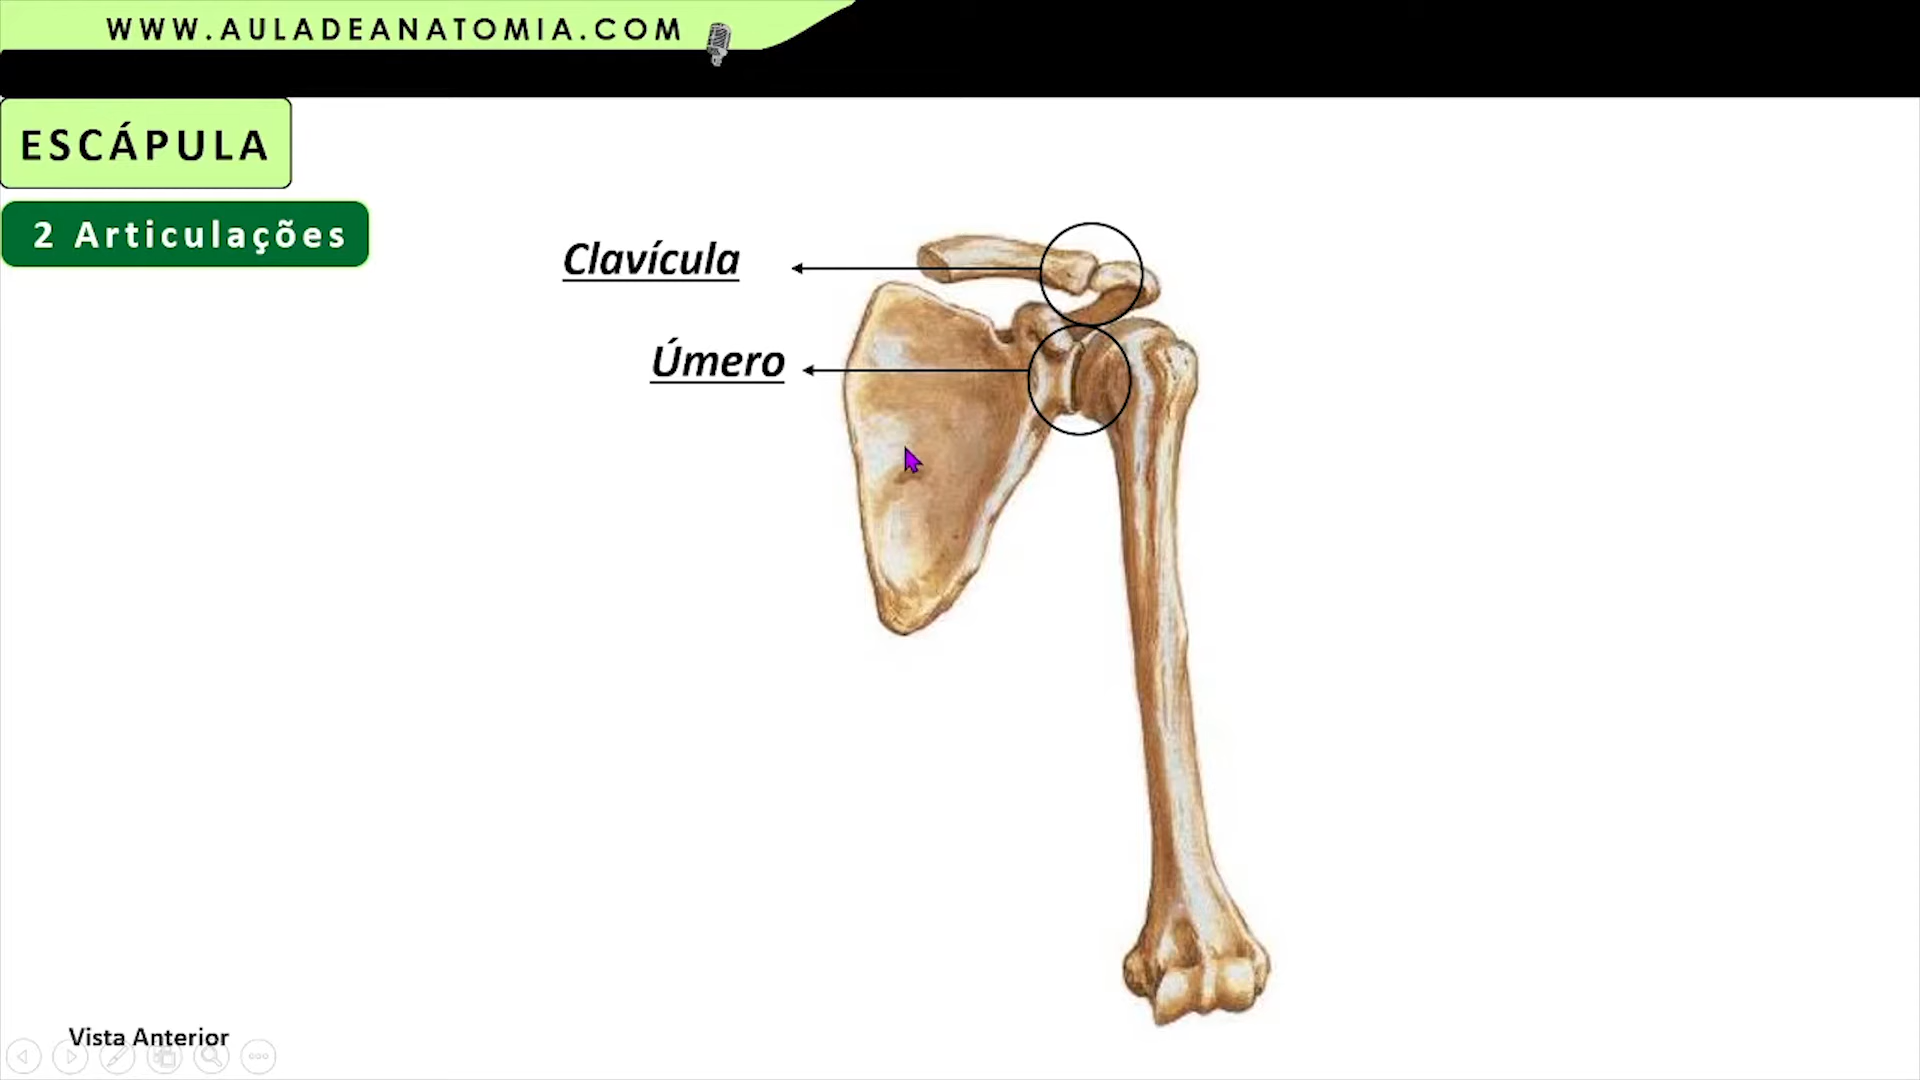 WWW.AULADEANATOMIA.COM
ESCÁPULA
2 Articulações
Clavícula
Úmero
Vista Anterior